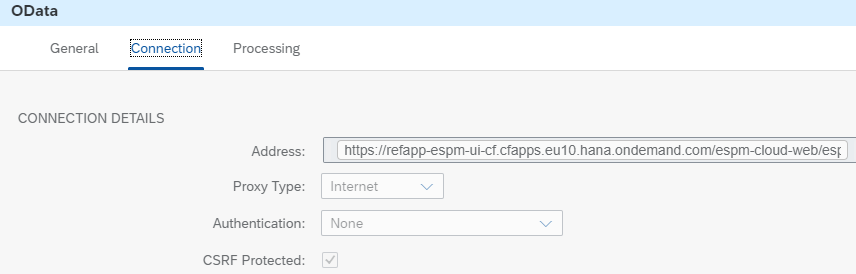 OData
General Connection Processing
CONNECTION DETAILS
Address: https://refapp-espm-ui-cf.cfapps.eu10.hana.ondemand.com/espm-cloud-web/esp
Proxy Type: Internet
Authentication: None
CSRF Protected: